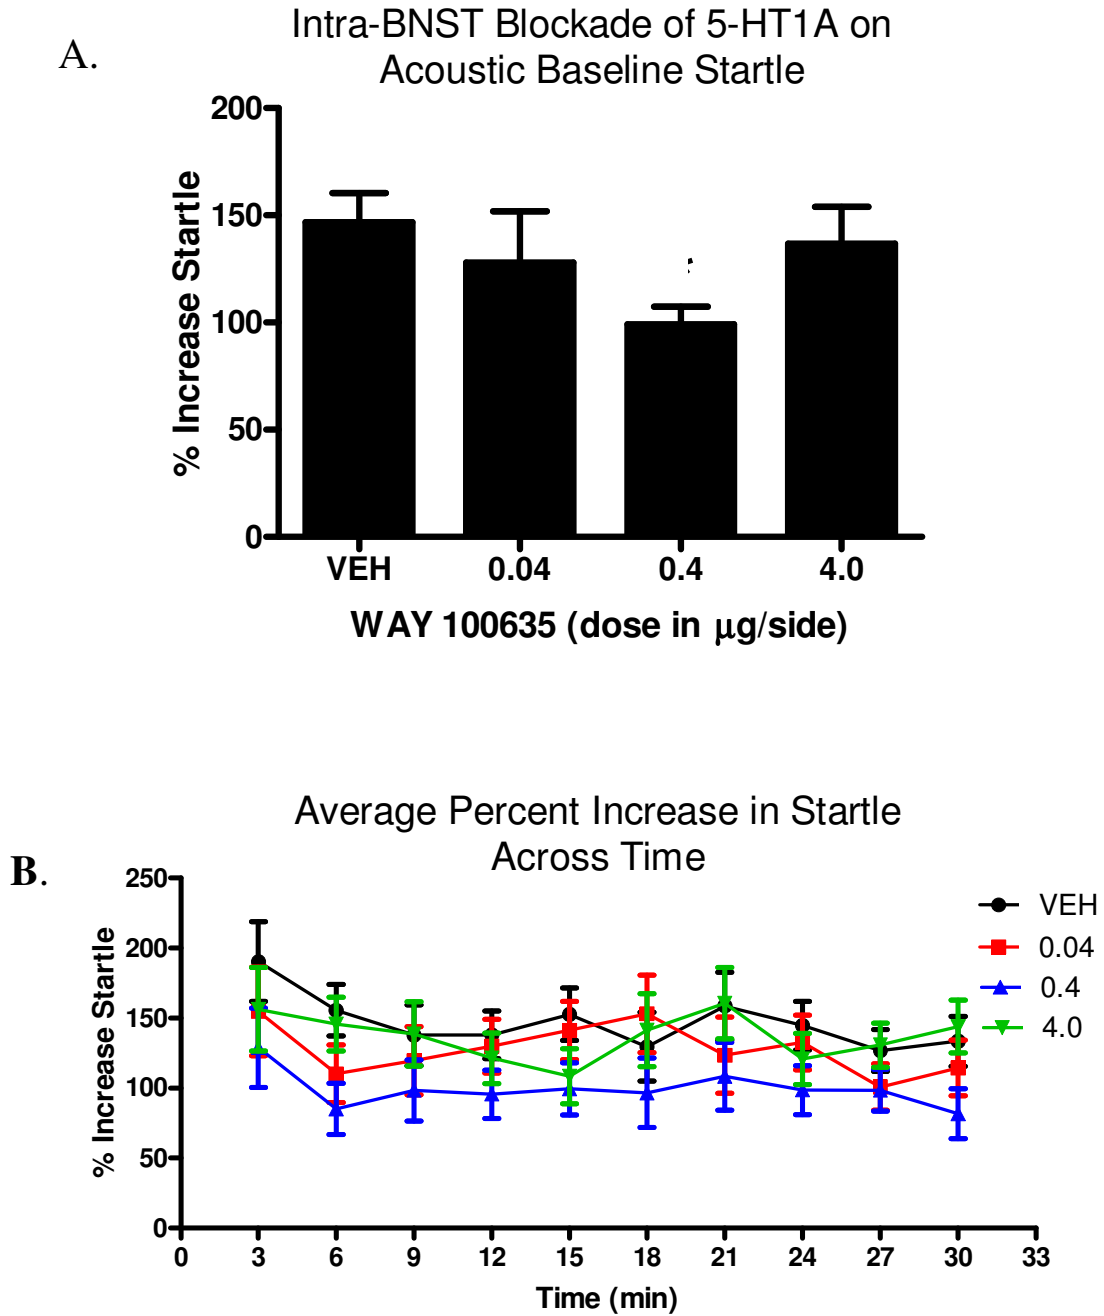 A.
Intra-BNST Blockade of 5-HT1A on
Acoustic Baseline Startle
200
150
100
50
0
% Increase Startle
VEH 0.04 0.4 4.0
WAY 100635 (dose in μg/side)
B.
Average Percent Increase in Startle
Across Time
250
200
150
100
50
0
% Increase Startle
0 3 6 9 12 15 18 21 24 27 30 33
Time (min)
VEH
0.04
0.4
4.0